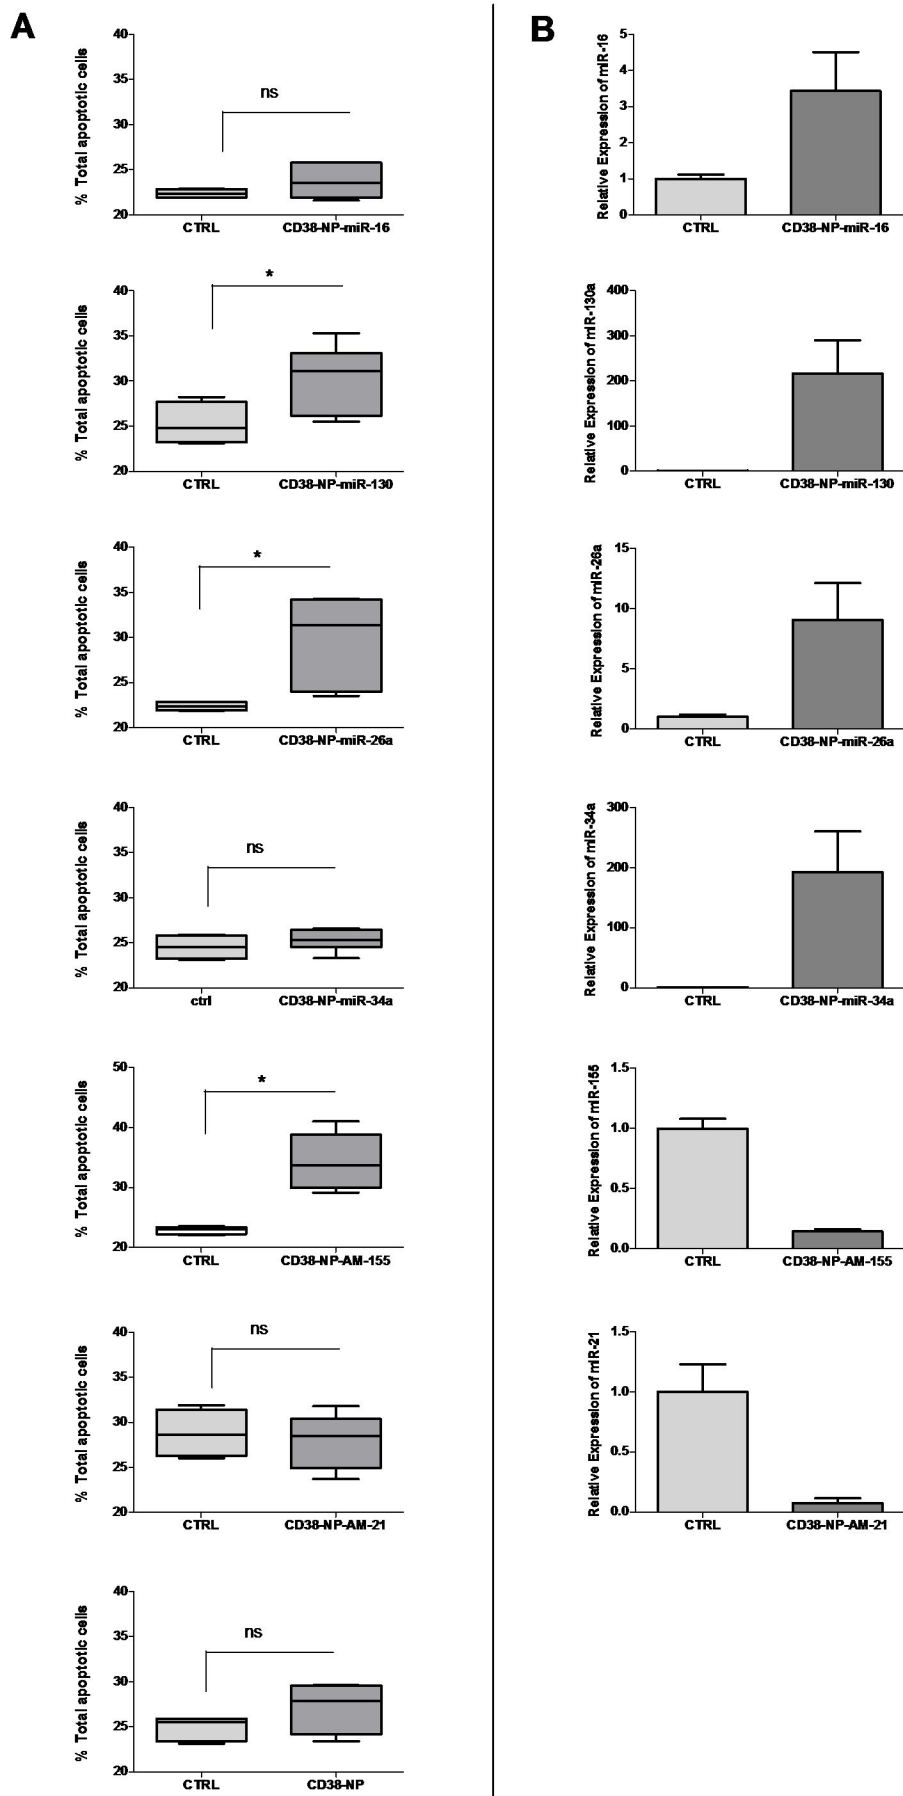 A
% Total apoptotic cells
40
35
30
25
20
ns
CTRL CD38-NP-miR-16
% Total apoptotic cells
40
35
30
25
20
*
CTRL CD38-NP-miR-130
% Total apoptotic cells
40
35
30
25
20
*
CTRL CD38-NP-miR-26a
% Total apoptotic cells
40
35
30
25
20
ns
ctrl CD38-NP-miR-34a
% Total apoptotic cells
50
40
30
20
*
CTRL CD38-NP-AM-155
% Total apoptotic cells
40
35
30
25
20
ns
CTRL CD38-NP-AM-21
% Total apoptotic cells
40
35
30
25
20
ns
CTRL CD38-NP
B
Relative Expression of miR-16
5
4
3
2
1
0
CTRL CD38-NP-miR-16
Relative Expression of miR-130a
400
300
200
100
0
CTRL CD38-NP-miR-130
Relative Expression of miR-26a
15
10
5
0
CTRL CD38-NP-miR-26a
Relative Expression of miR-34a
300
200
100
0
CTRL CD38-NP-miR-34a
Relative Expression of miR-155
1.5
1.0
0.5
0.0
CTRL CD38-NP-AM-155
Relative Expression of miR-21
1.5
1.0
0.5
0.0
CTRL CD38-NP-AM-21